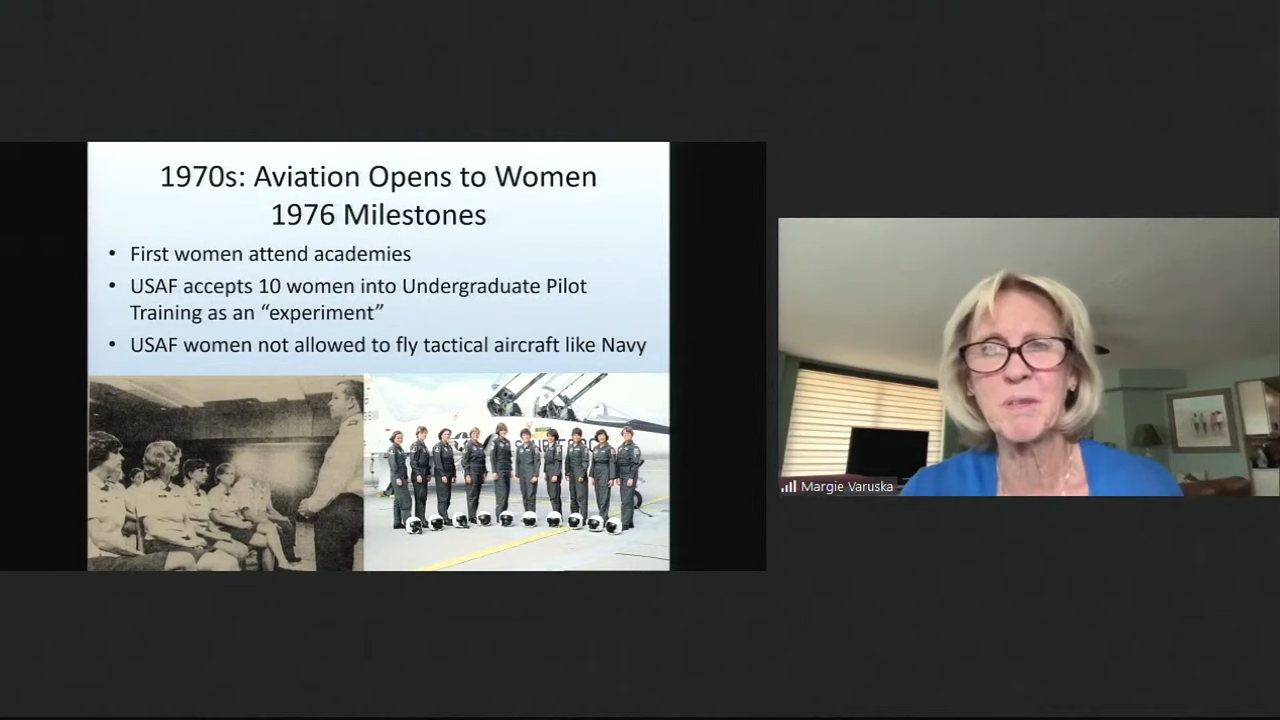 1970s: Aviation Opens to Women
1976 Milestones
• First women attend academies
• USAF accepts 10 women into Undergraduate Pilot
Training as an “experiment”
• USAF women not allowed to fly tactical aircraft like Navy
Margie Varuska